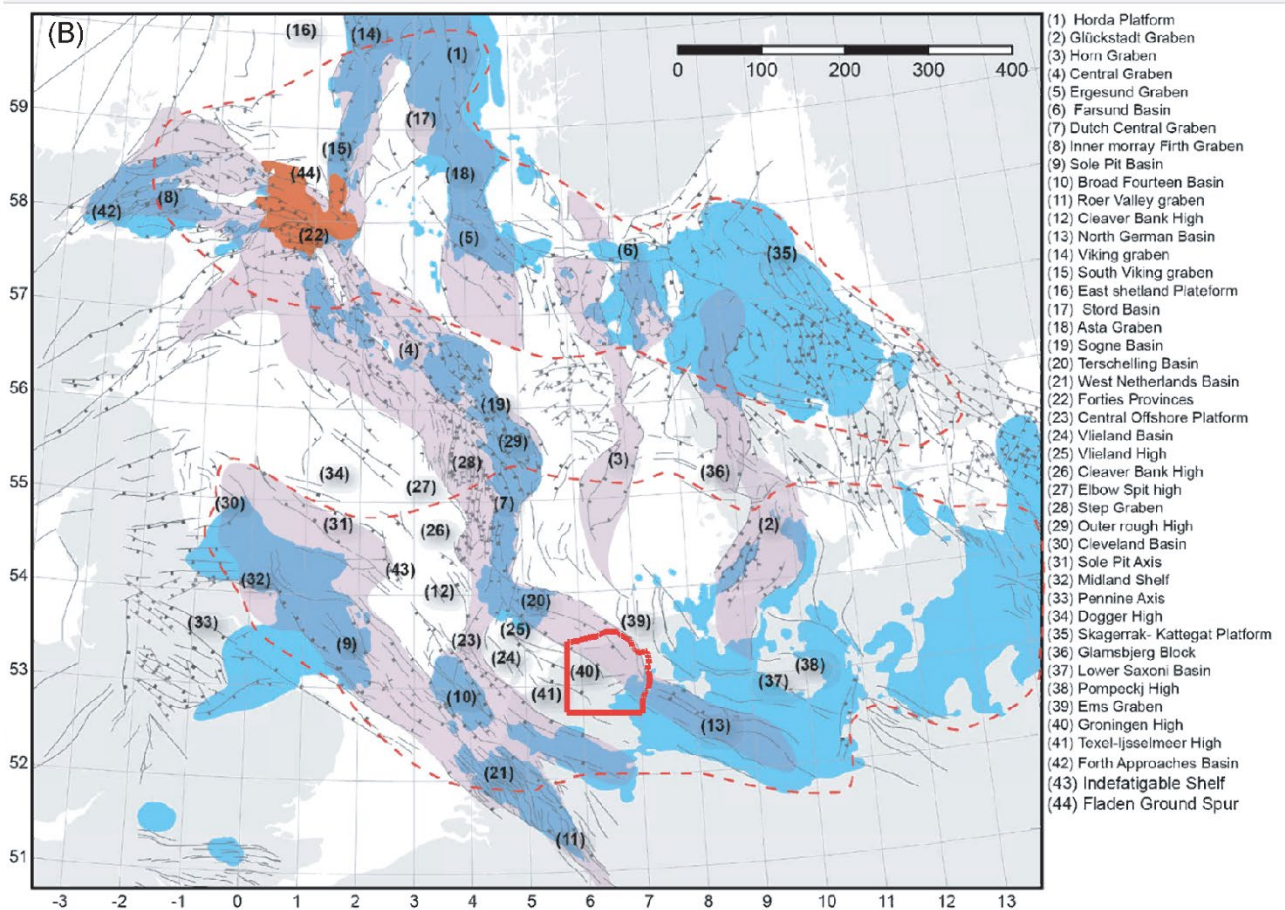 (B)
0 100 200 300 400
59
58
57
56
55
54
53
52
51
-3 -2 -1 0 1 2 3 4 5 6 7 8 9 10 11 12 13
(16)
(14)
(1)
(17)
(15)
(44)
(18)
(8)
(42)
(22)
(5)
(6)
(35)
(4)
(19)
(29)
(3)
(28)
(36)
(34)
(27)
(7)
(30)
(31)
(26)
(2)
(43)
(32)
(12)
(20)
(33)
(39)
(25)
(23)
(9)
(24)
(40)
(38)
(37)
(10)
(41)
(13)
(21)
(11)
(1) Horda Platform
(2) Glückstadt Graben
(3) Horn Graben
(4) Central Graben
(5) Ergesund Graben
(6) Farsund Basin
(7) Dutch Central Graben
(8) Inner morray Firth Graben
(9) Sole Pit Basin
(10) Broad Fourteen Basin
(11) Roer Valley graben
(12) Cleaver Bank High
(13) North German Basin
(14) Viking graben
(15) South Viking graben
(16) East shetland Plateform
(17) Stord Basin
(18) Asta Graben
(19) Sogne Basin
(20) Terschelling Basin
(21) West Netherlands Basin
(22) Forties Provinces
(23) Central Offshore Platform
(24) Vlieland Basin
(25) Vlieland High
(26) Cleaver Bank High
(27) Elbow Spit high
(28) Step Graben
(29) Outer rough High
(30) Cleveland Basin
(31) Sole Pit Axis
(32) Midland Shelf
(33) Pennine Axis
(34) Dogger High
(35) Skagerrak- Kattegat Platform
(36) Glamsbjerg Block
(37) Lower Saxoni Basin
(38) Pompeckj High
(39) Ems Graben
(40) Groningen High
(41) Texel-Ijsselmeer High
(42) Forth Approaches Basin
(43) Indefatigable Shelf
(44) Fladen Ground Spur